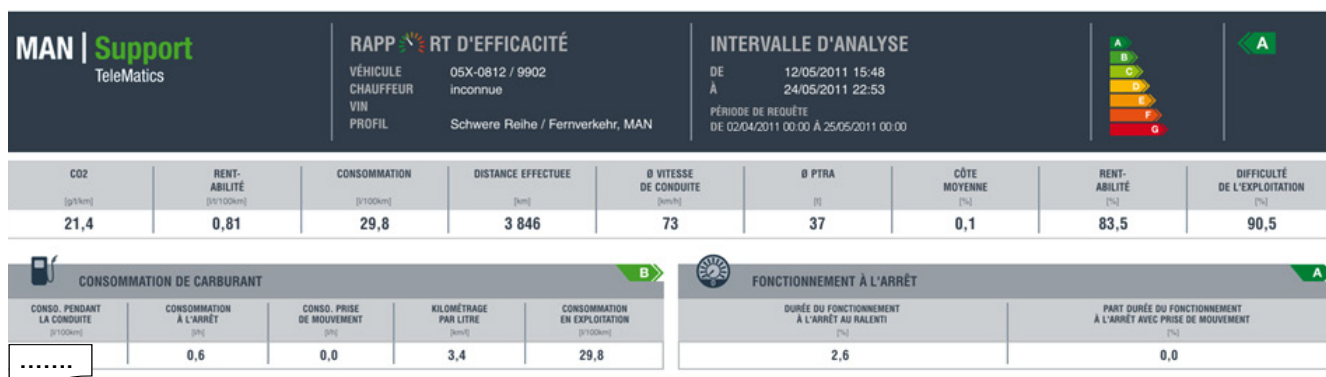 MAN | Support
TeleMatics
RAPPORT D'EFFICACITÉ
VÉHICULE 05X-0812 / 9902
CHAUFFEUR inconnue
VIN
PROFIL Schwere Reihe / Fernverkehr, MAN
INTERVALLE D'ANALYSE
DE 12/05/2011 15:48
À 24/05/2011 22:53
PÉRIODE DE REQUÊTE
DE 02/04/2011 00:00 À 25/05/2011 00:00
A
B
C
D
E
F
G
A
CO2 RENT- CONSOMMATION DISTANCE EFFECTUEE Ø VITESSE Ø PTRA CÔTE RENT- DIFFICULTÉ
ABILITÉ DE CONDUITE MOYENNE ABILITÉ DE L'EXPLOITATION
[g/t/km] [l/t/100km] [l/100km] [km] [km/h] [t] [%] [%] [%]
21,4 0,81 29,8 3 846 73 37 0,1 83,5 90,5
CONSOMMATION DE CARBURANT B
CONSO. PENDANT CONSOMMATION CONSO. PRISE KILOMÉTRAGE CONSOMMATION
LA CONDUITE À L'ARRÊT DE MOUVEMENT PAR LITRE EN EXPLOITATION
[l/100km] [l/h] [l/h] [km/l] [l/100km]
....... 0,6 0,0 3,4 29,8
FONCTIONNEMENT À L'ARRÊT A
DURÉE DU FONCTIONNEMENT PART DURÉE DU FONCTIONNEMENT
À L'ARRÊT AU RALENTI À L'ARRÊT AVEC PRISE DE MOUVEMENT
[%] [%]
2,6 0,0